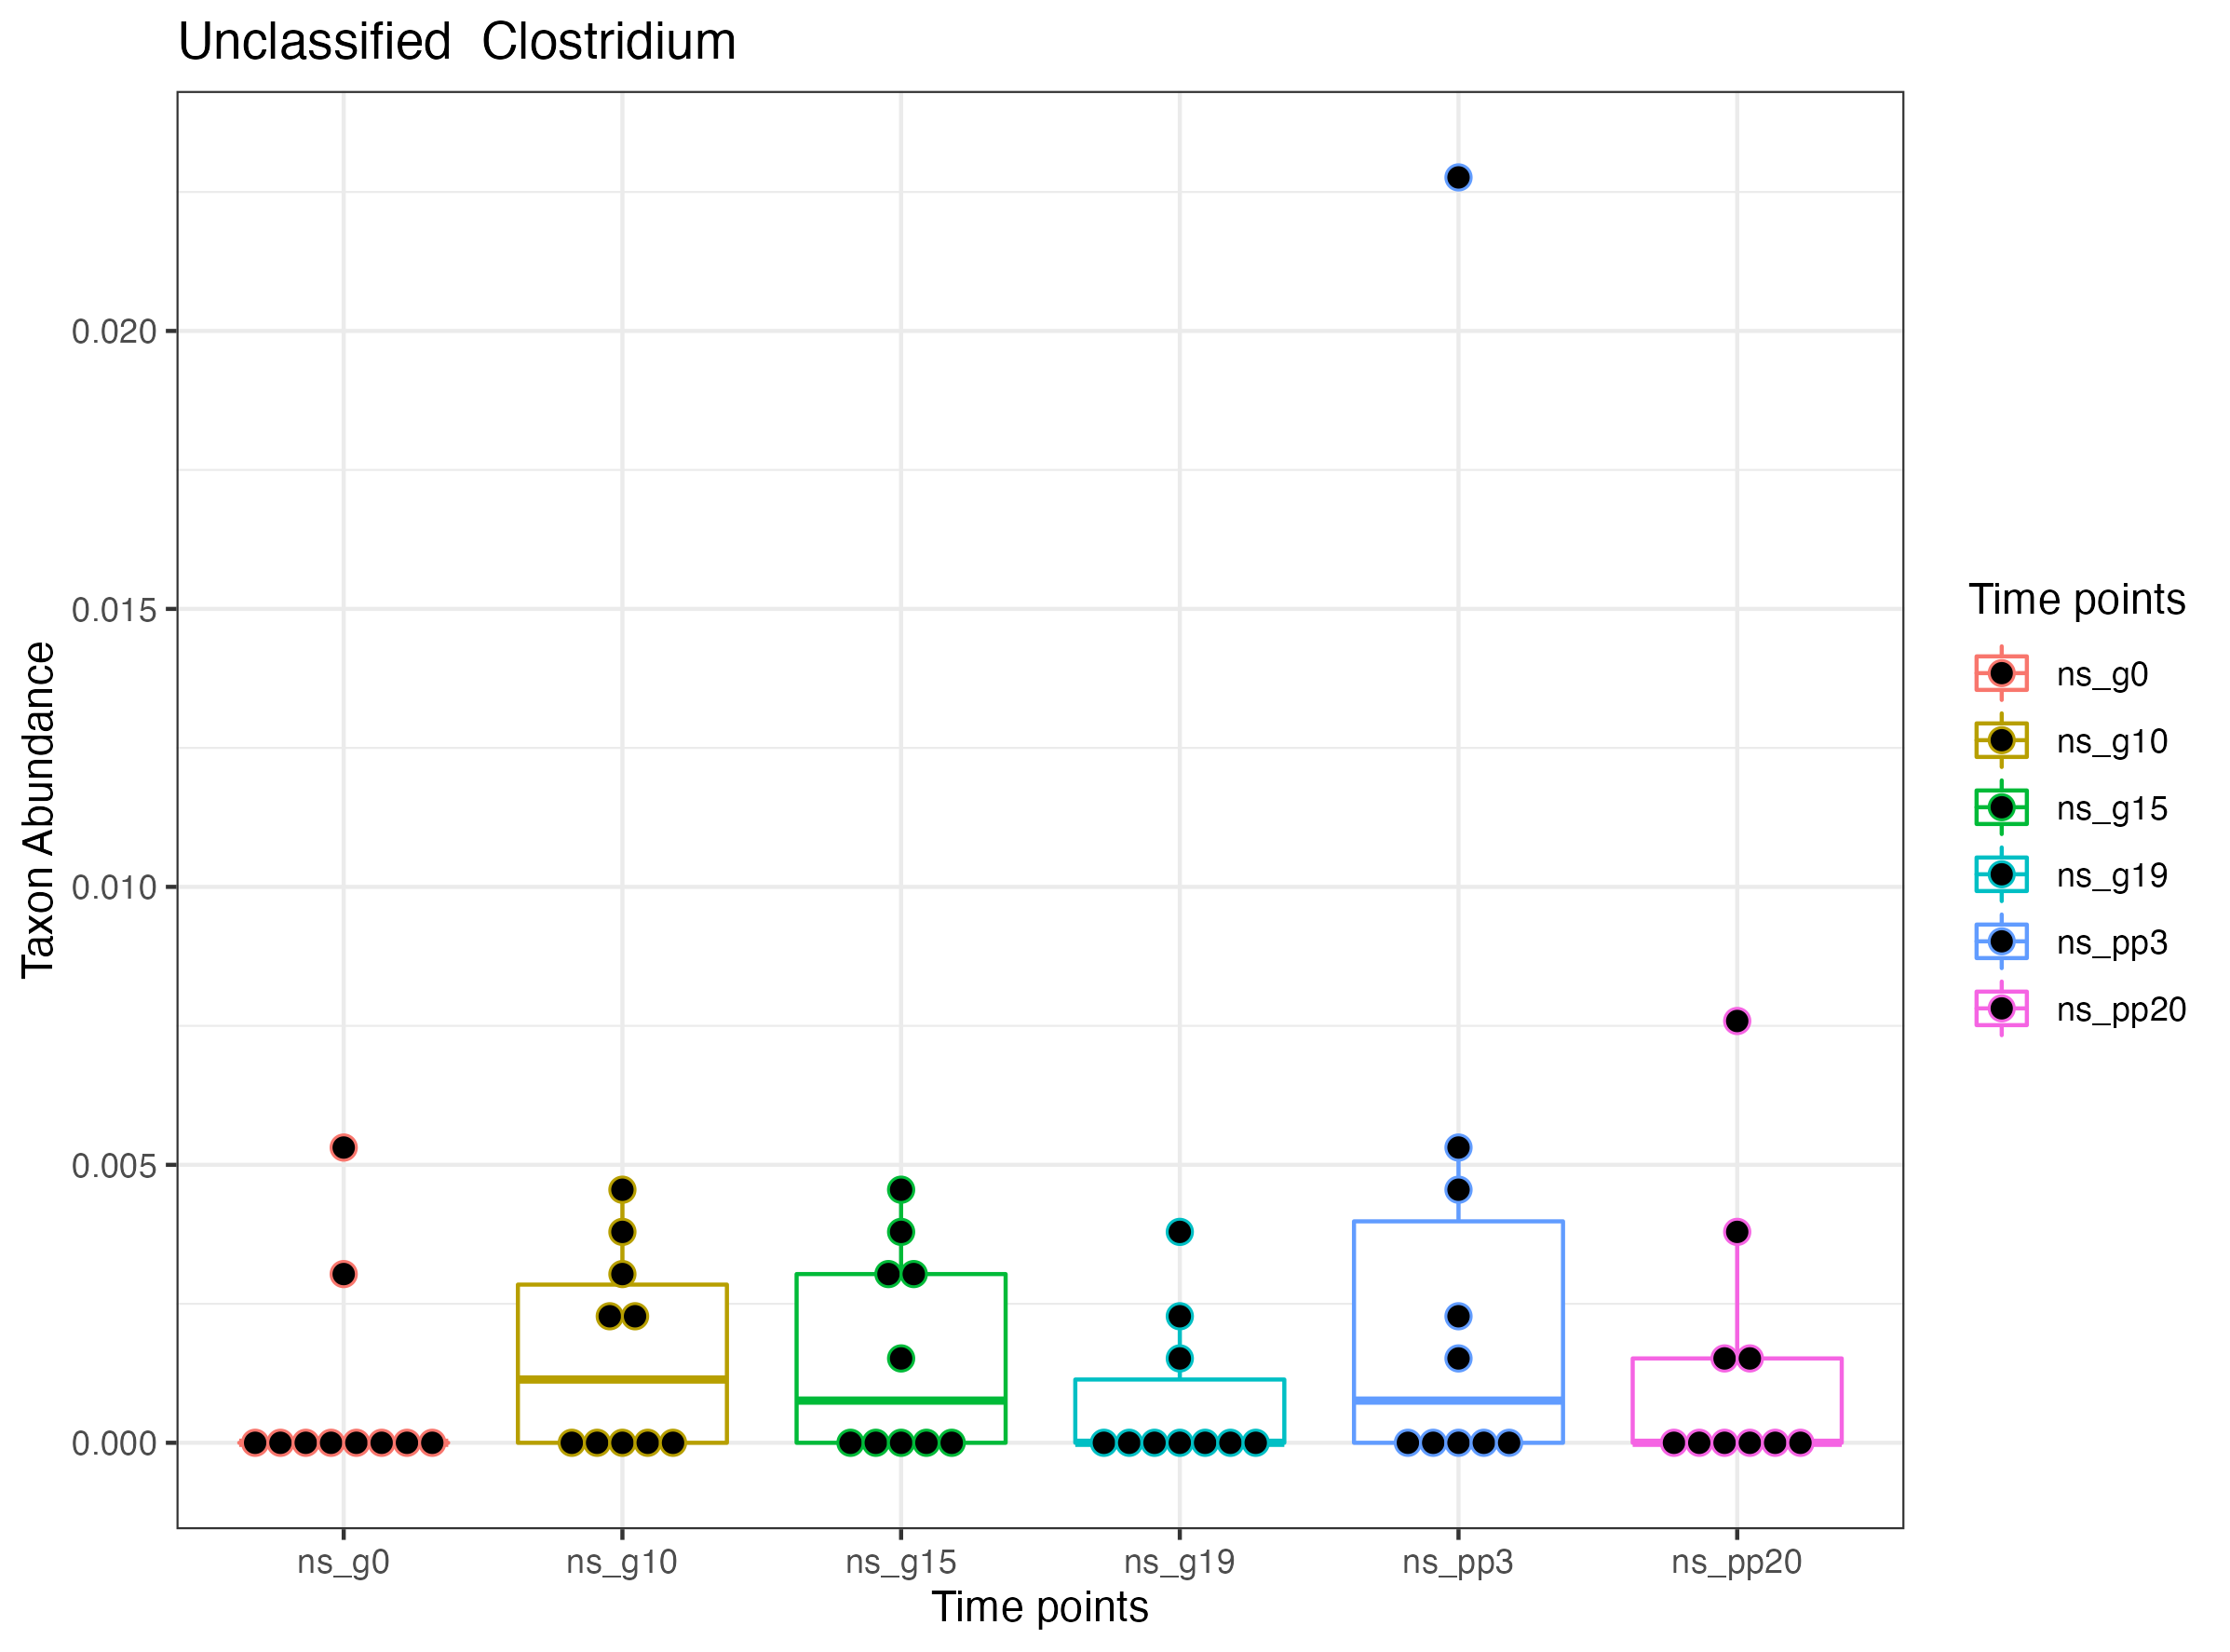 Unclassified  Clostridium
Taxon Abundance
0.020
0.015
0.010
0.005
0.000
ns_g0
ns_g10
ns_g15
ns_g19
ns_pp3
ns_pp20
Time points
Time points
ns_g0
ns_g10
ns_g15
ns_g19
ns_pp3
ns_pp20